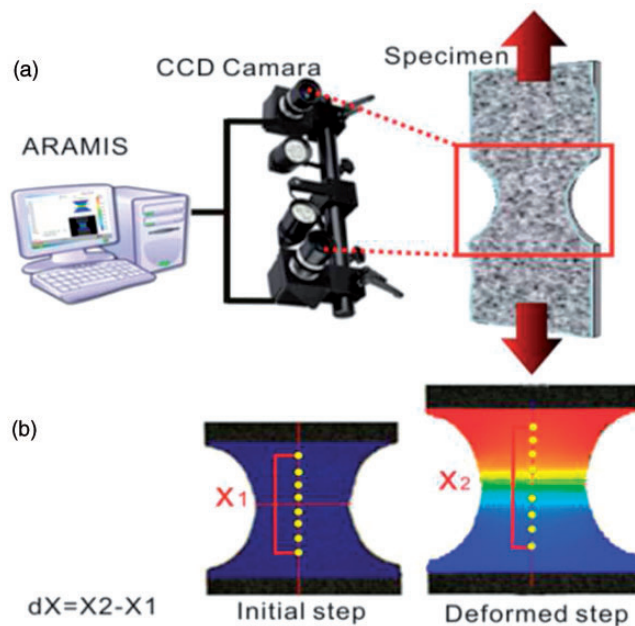 (a)
CCD Camara
Specimen
ARAMIS
(b)
X1
X2
dX=X2-X1
Initial step
Deformed step